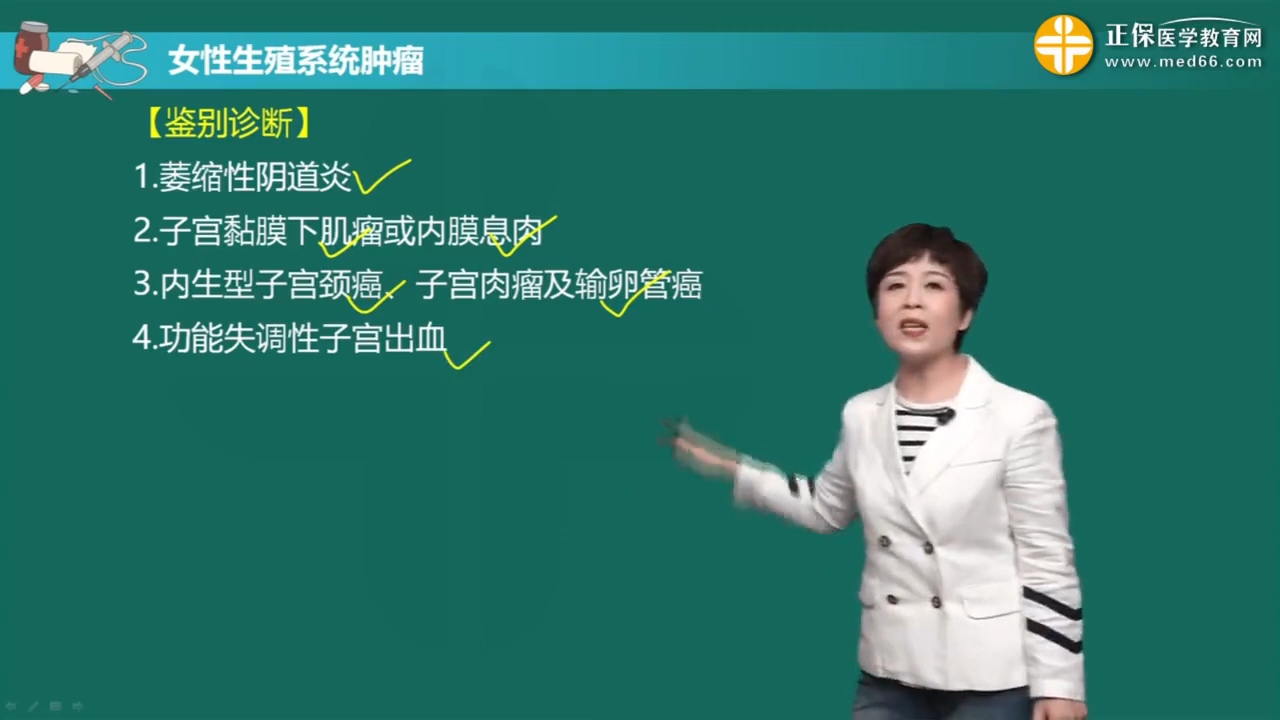 女性生殖系统肿瘤
正保医学教育网
www.med66.com
【鉴别诊断】
1.萎缩性阴道炎
2.子宫黏膜下肌瘤或内膜息肉
3.内生型子宫颈癌、子宫肉瘤及输卵管癌
4.功能失调性子宫出血